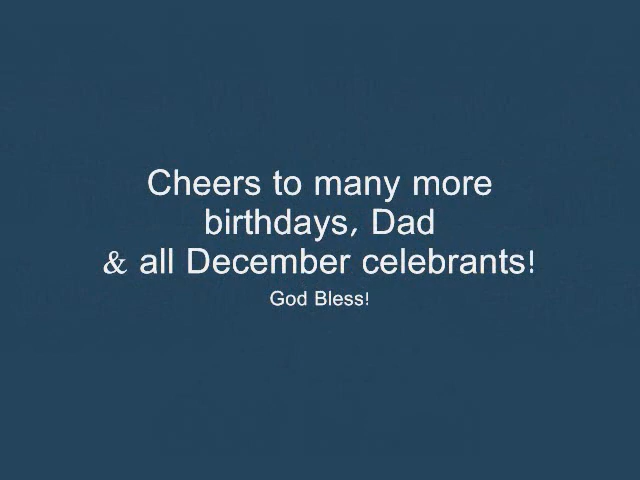 Cheers to many more
birthdays, Dad
& all December celebrants!
God Bless!